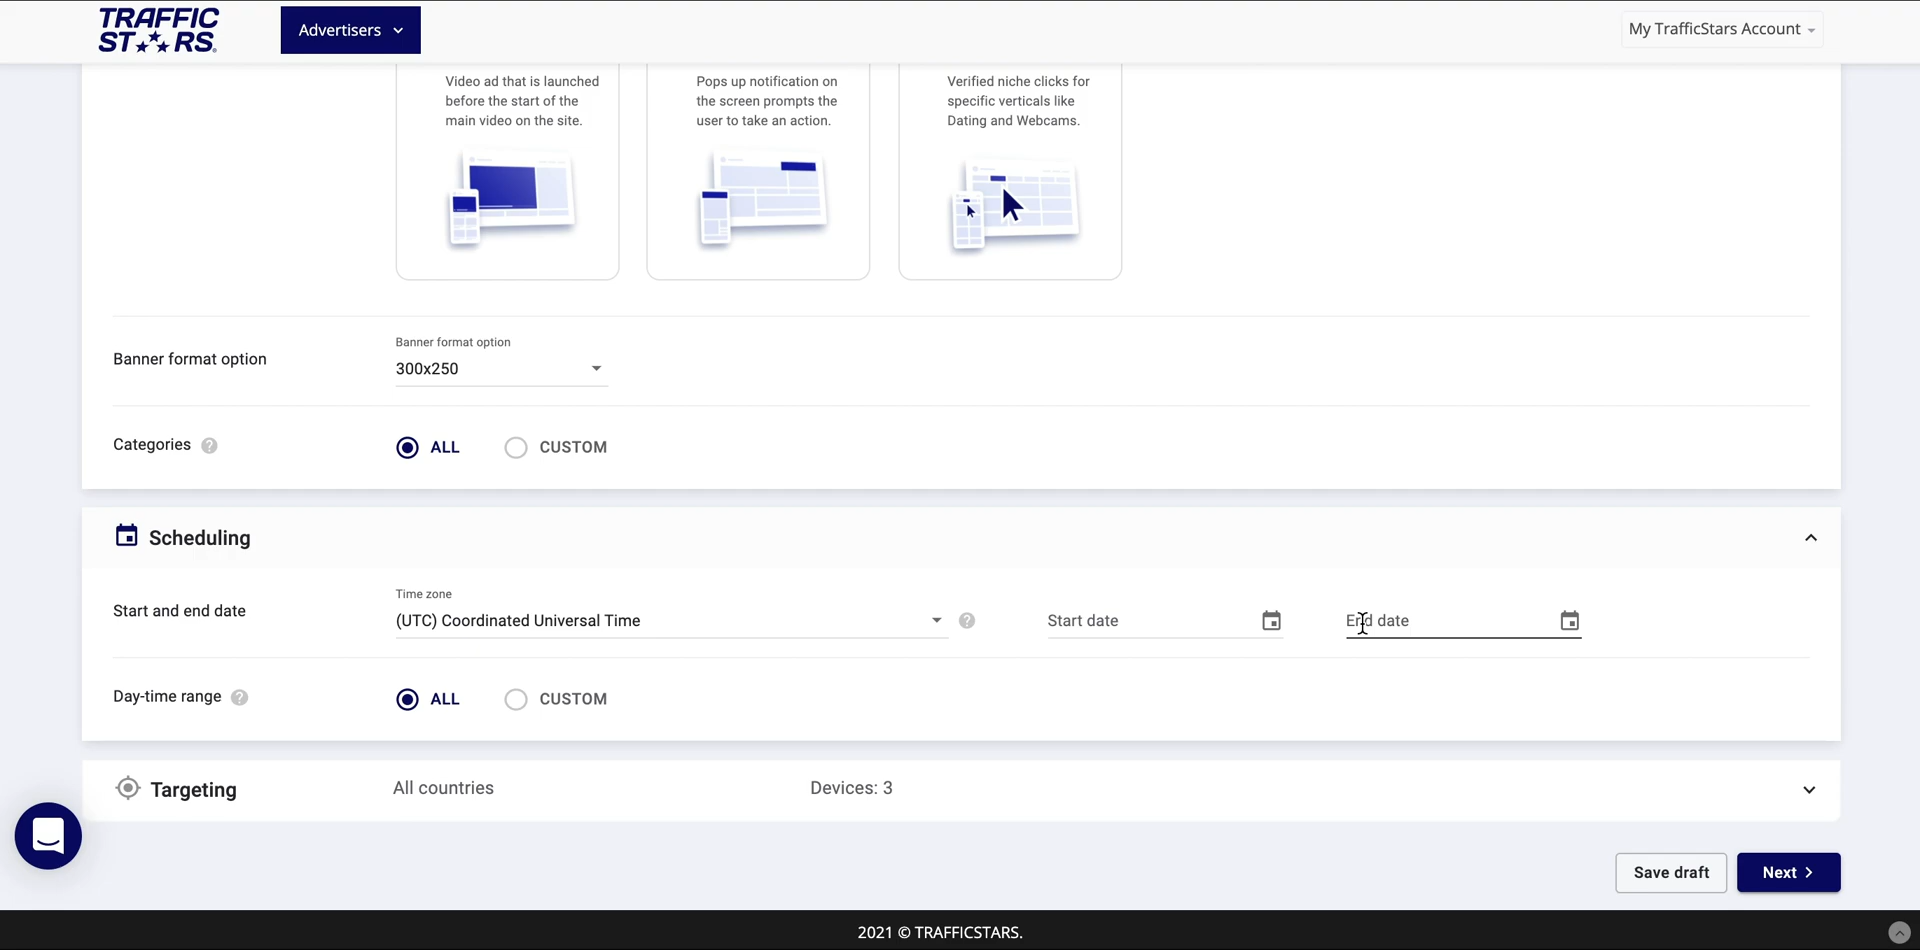 TRAFFIC
STARS
Advertisers
My TrafficStars Account
Video ad that is launched
before the start of the
main video on the site.
Pops up notification on
the screen prompts the
user to take an action.
Verified niche clicks for
specific verticals like
Dating and Webcams.
Banner format option
Banner format option
300x250
Categories ?
ALL
CUSTOM
Scheduling
Start and end date
Time zone
(UTC) Coordinated Universal Time ?
Start date
End date
Day-time range ?
ALL
CUSTOM
Targeting
All countries
Devices: 3
Save draft
Next
2021 © TRAFFICSTARS.